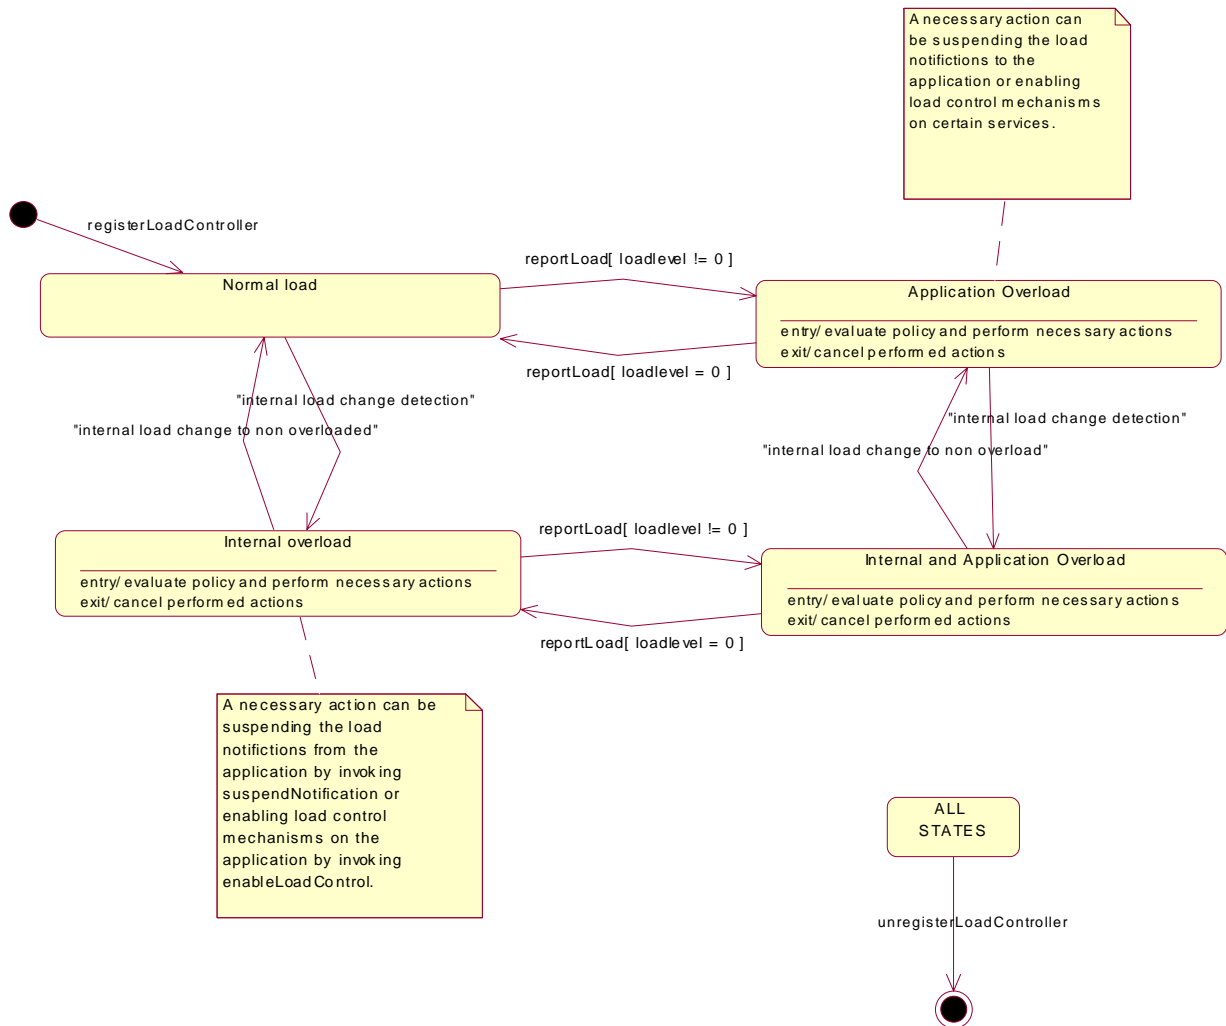 A necessary action can
be suspending the load
notifictions to the
application or enabling
load control mechanisms
on certain services.
registerLoadController
reportLoad[ loadlevel != 0 ]
Normal load
Application Overload
entry/ evaluate policy and perform necessary actions
exit/ cancel performed actions
reportLoad[ loadlevel = 0 ]
"internal load change detection"
"internal load change to non overloaded"
"internal load change detection"
"internal load change to non overload"
reportLoad[ loadlevel != 0 ]
Internal overload
entry/ evaluate policy and perform necessary actions
exit/ cancel performed actions
Internal and Application Overload
entry/ evaluate policy and perform necessary actions
exit/ cancel performed actions
reportLoad[ loadlevel = 0 ]
A necessary action can be
suspending the load
notifictions from the
application by invoking
suspendNotification or
enabling load control
mechanisms on the
application by invoking
enableLoadControl.
ALL
STATES
unregisterLoadController